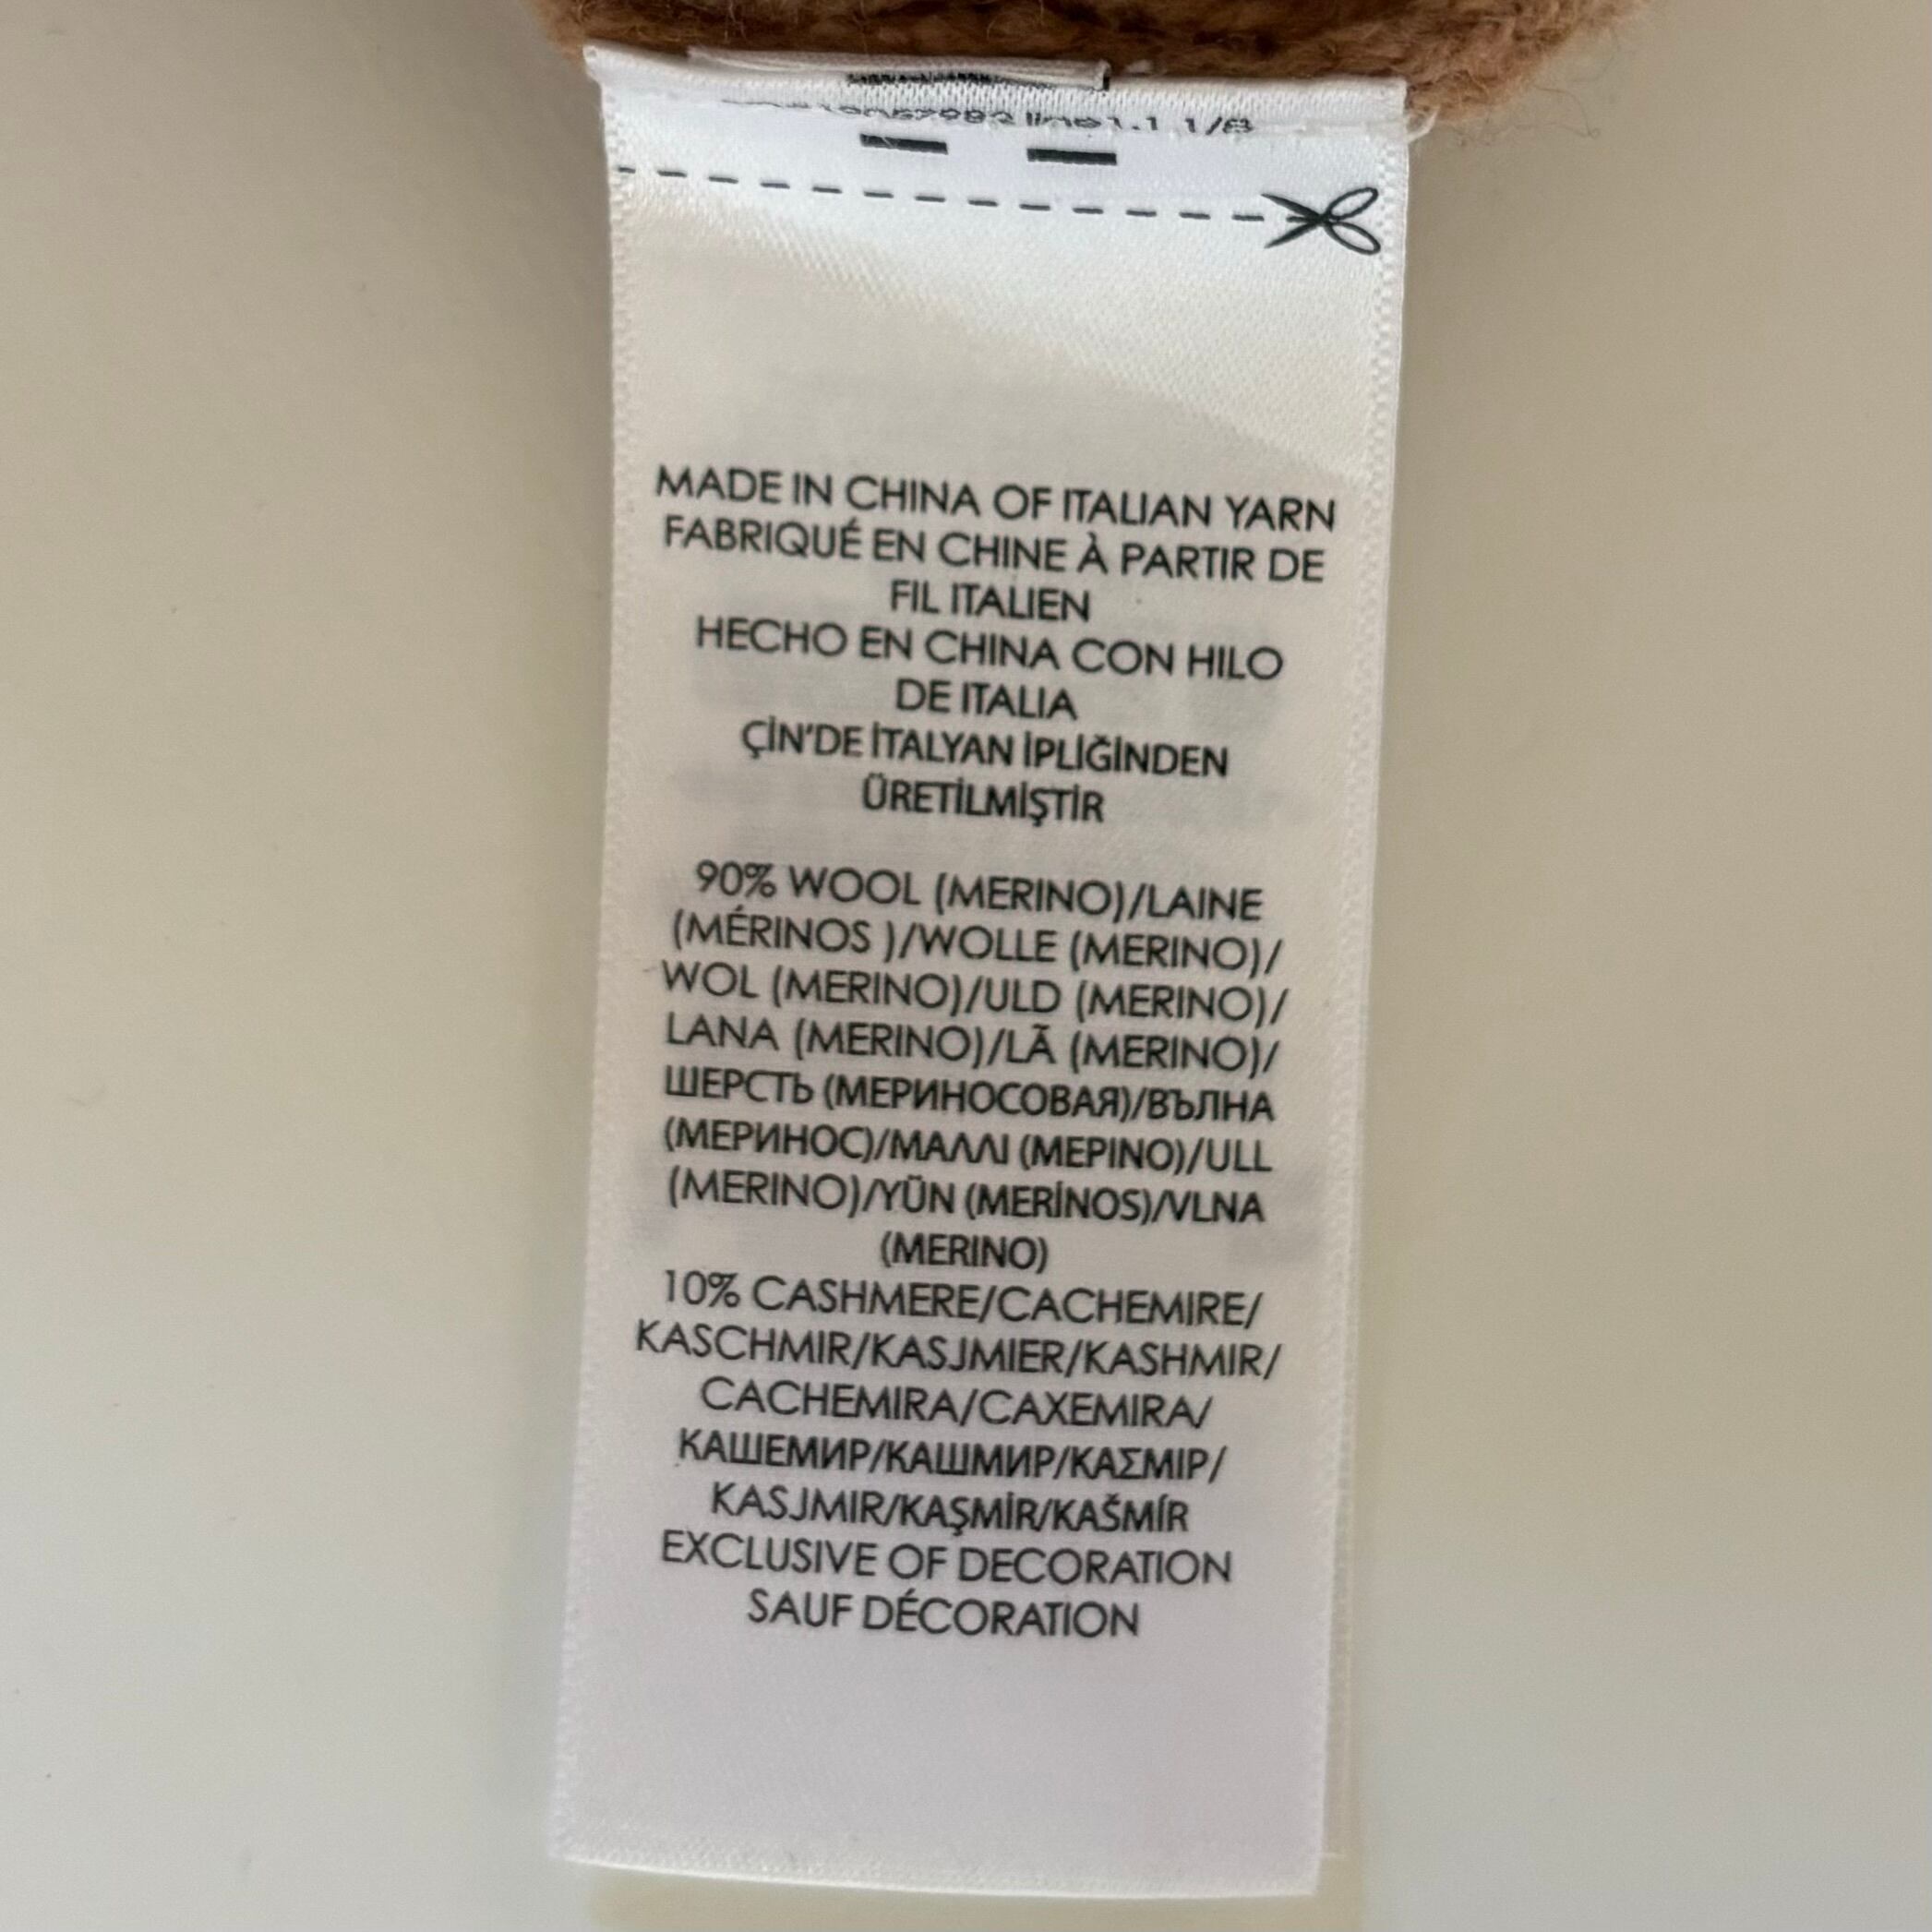 1.1 1/8
MADE IN CHINA OF ITALIAN YARN
FABRIQUÉ EN CHINE À PARTIR DE
FIL ITALIEN
HECHO EN CHINA CON HILO
DE ITALIA
ÇİN'DE İTALYAN İPLİĞİNDEN
ÜRETİLMİŞTİR
90% WOOL (MERINO)/LAINE
(MÉRINOS )/WOLLE (MERINO)/
WOL (MERINO)/ULD (MERINO)/
LANA (MERINO)/LÃ (MERINO)/
ШЕРСТЬ (МЕРИНОСОВАЯ)/ВЪЛНА
(МЕРИНОС)/ΜΑΛΛΙ (ΜΕΡΙΝΟ)/ULL
(MERINO)/YÜN (MERİNOS)/VLNA
(MERINO)
10% CASHMERE/CACHEMIRE/
KASCHMIR/KASJMIER/KASHMIR/
CACHEMIRA/CAXEMIRA/
КАШЕМИР/КАШМИР/ΚΑΣΜΙΡ/
KASJMIR/KAŞMİR/KAŠMÍR
EXCLUSIVE OF DECORATION
SAUF DÉCORATION